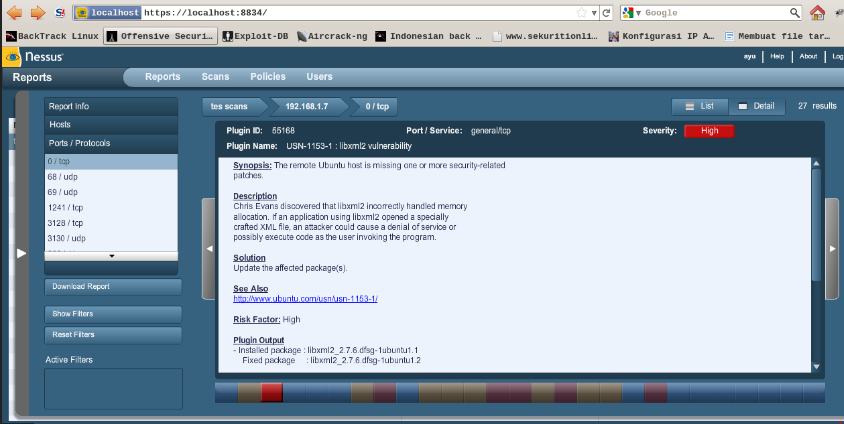 localhost https://localhost:8834/
Google
BackTrack Linux Offensive Securi... Exploit-DB Aircrack-ng Indonesian back ... www.sekuritionli... Konfigurasi IP A... Membuat file tar...
nessus
ayu Help About Log
Reports Reports Scans Policies Users
Report Info
Hosts
Ports / Protocols
0 / tcp
68 / udp
69 / udp
1241 / tcp
3128 / tcp
3130 / udp
Download Report
Show Filters
Reset Filters
Active Filters
tes scans 192.168.1.7 0 / tcp List Detail 27 results
Plugin ID: 55168 Port / Service: general/tcp Severity: High
Plugin Name: USN-1153-1 : libxml2 vulnerability
Synopsis: The remote Ubuntu host is missing one or more security-related
patches.
Description
Chris Evans discovered that libxml2 incorrectly handled memory
allocation. If an application using libxml2 opened a specially
crafted XML file, an attacker could cause a denial of service or
possibly execute code as the user invoking the program.
Solution
Update the affected package(s).
See Also
http://www.ubuntu.com/usn/usn-1153-1/
Risk Factor: High
Plugin Output
- Installed package : libxml2_2.7.6.dfsg-1ubuntu1.1
Fixed package : libxml2_2.7.6.dfsg-1ubuntu1.2